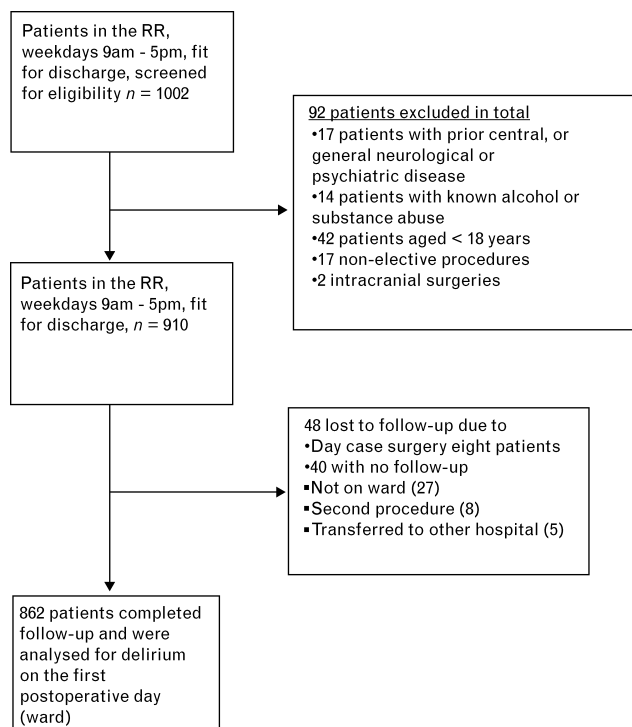 Patients in the RR,
weekdays 9am - 5pm, fit
for discharge, screened
for eligibility n = 1002
92 patients excluded in total
•17 patients with prior central, or
general neurological or
psychiatric disease
•14 patients with known alcohol or
substance abuse
•42 patients aged < 18 years
•17 non-elective procedures
•2 intracranial surgeries
Patients in the RR,
weekdays 9am - 5pm, fit
for discharge, n = 910
48 lost to follow-up due to
•Day case surgery eight patients
•40 with no follow-up
▪Not on ward (27)
▪Second procedure (8)
▪Transferred to other hospital (5)
862 patients completed
follow-up and were
analysed for delirium
on the first
postoperative day
(ward)